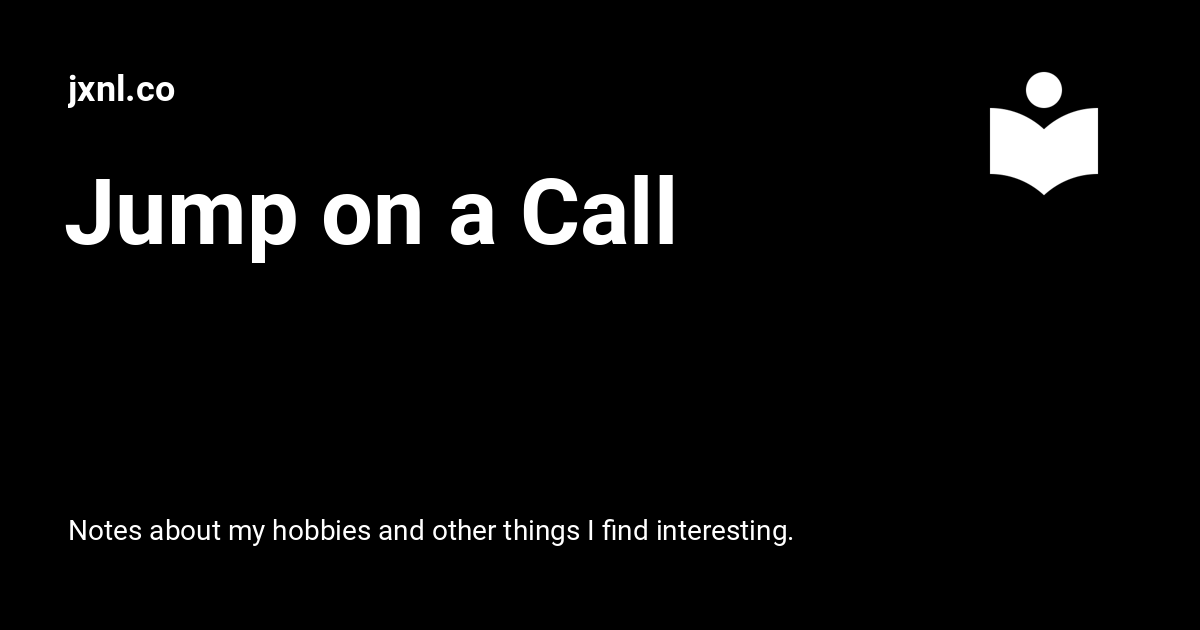 jxnl.co
Jump on a Call
Notes about my hobbies and other things I find interesting.